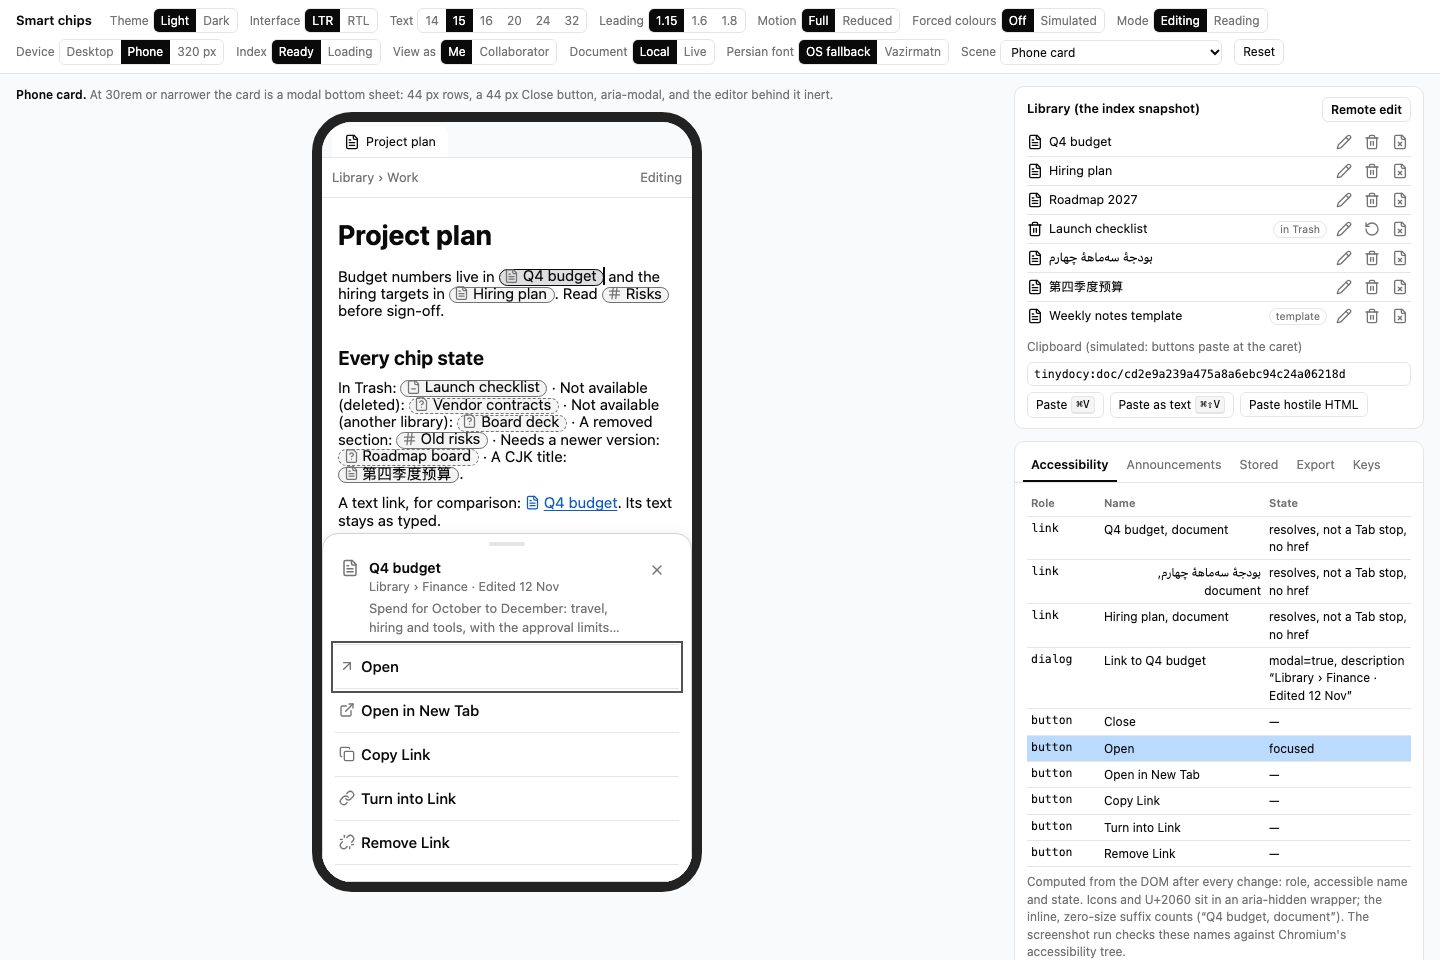 Smart chips Theme Light Dark Interface LTR RTL Text 14 15 16 20 24 32 Leading 1.15 1.6 1.8 Motion Full Reduced Forced colours Off Simulated Mode Editing Reading
Device Desktop Phone 320 px Index Ready Loading View as Me Collaborator Document Local Live Persian font OS fallback Vazirmatn Scene Phone card Reset
Phone card. At 30rem or narrower the card is a modal bottom sheet: 44 px rows, a 44 px Close button, aria-modal, and the editor behind it inert.
Project plan
Library › Work Editing
Project plan
Budget numbers live in Q4 budget and the
hiring targets in Hiring plan. Read # Risks
before sign-off.
Every chip state
In Trash: Launch checklist · Not available
(deleted): Vendor contracts · Not available
(another library): Board deck · A removed
section: # Old risks · Needs a newer version:
Roadmap board · A CJK title:
第四季度预算.
A text link, for comparison: Q4 budget. Its text
stays as typed.
Q4 budget
Library › Finance · Edited 12 Nov
Spend for October to December: travel,
hiring and tools, with the approval limits…
Open
Open in New Tab
Copy Link
Turn into Link
Remove Link
Library (the index snapshot) Remote edit
Q4 budget
Hiring plan
Roadmap 2027
Launch checklist in Trash
بودجهٔ سه‌ماههٔ چهارم
第四季度预算
Weekly notes template template
Clipboard (simulated: buttons paste at the caret)
tinydocy:doc/cd2e9a239a475a8a6ebc94c24a06218d
Paste ⌘V Paste as text ⌘⇧V Paste hostile HTML
Accessibility Announcements Stored Export Keys
Role Name State
link Q4 budget, document resolves, not a Tab stop,
no href
link بودجهٔ سه‌ماههٔ چهارم, resolves, not a Tab stop,
document no href
link Hiring plan, document resolves, not a Tab stop,
no href
dialog Link to Q4 budget modal=true, description
“Library › Finance ·
Edited 12 Nov”
button Close —
button Open focused
button Open in New Tab —
button Copy Link —
button Turn into Link —
button Remove Link —
Computed from the DOM after every change: role, accessible name
and state. Icons and U+2060 sit in an aria-hidden wrapper; the
inline, zero-size suffix counts (“Q4 budget, document”). The
screenshot run checks these names against Chromium's
accessibility tree.